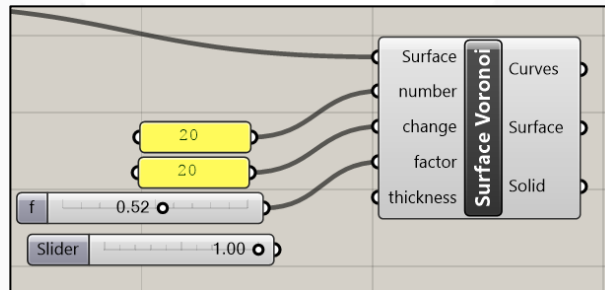 Surface
number
change
factor
thickness
Surface Voronoi
Curves
Surface
Solid
20
20
f 0.52
Slider 1.00